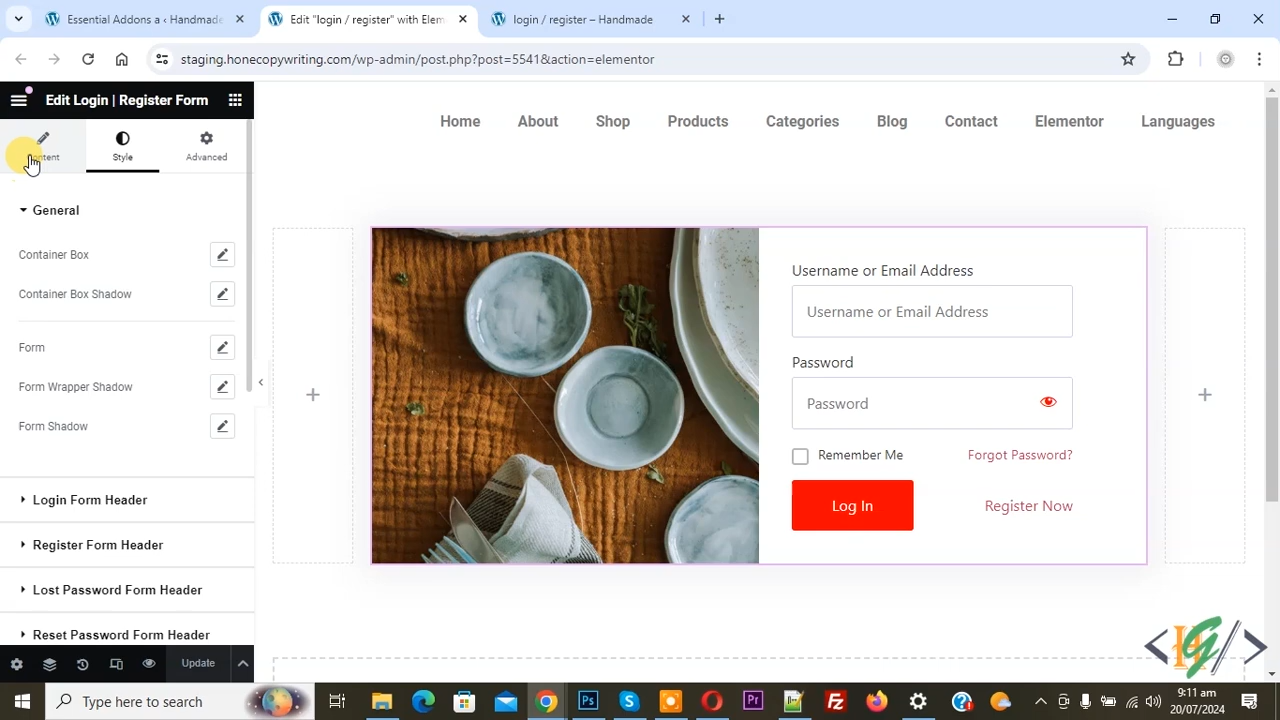 Essential Addons a ‹ Handmade
Edit "login / register" with Elem
login / register – Handmade
staging.honecopywriting.com/wp-admin/post.php?post=5541&action=elementor
Edit Login | Register Form
Content
Style
Advanced
General
Container Box
Container Box Shadow
Form
Form Wrapper Shadow
Form Shadow
Login Form Header
Register Form Header
Lost Password Form Header
Reset Password Form Header
Update
Home About Shop Products Categories Blog Contact Elementor Languages
Username or Email Address
Username or Email Address
Password
Password
Remember Me
Forgot Password?
Log In
Register Now
Type here to search
9:11 am
20/07/2024